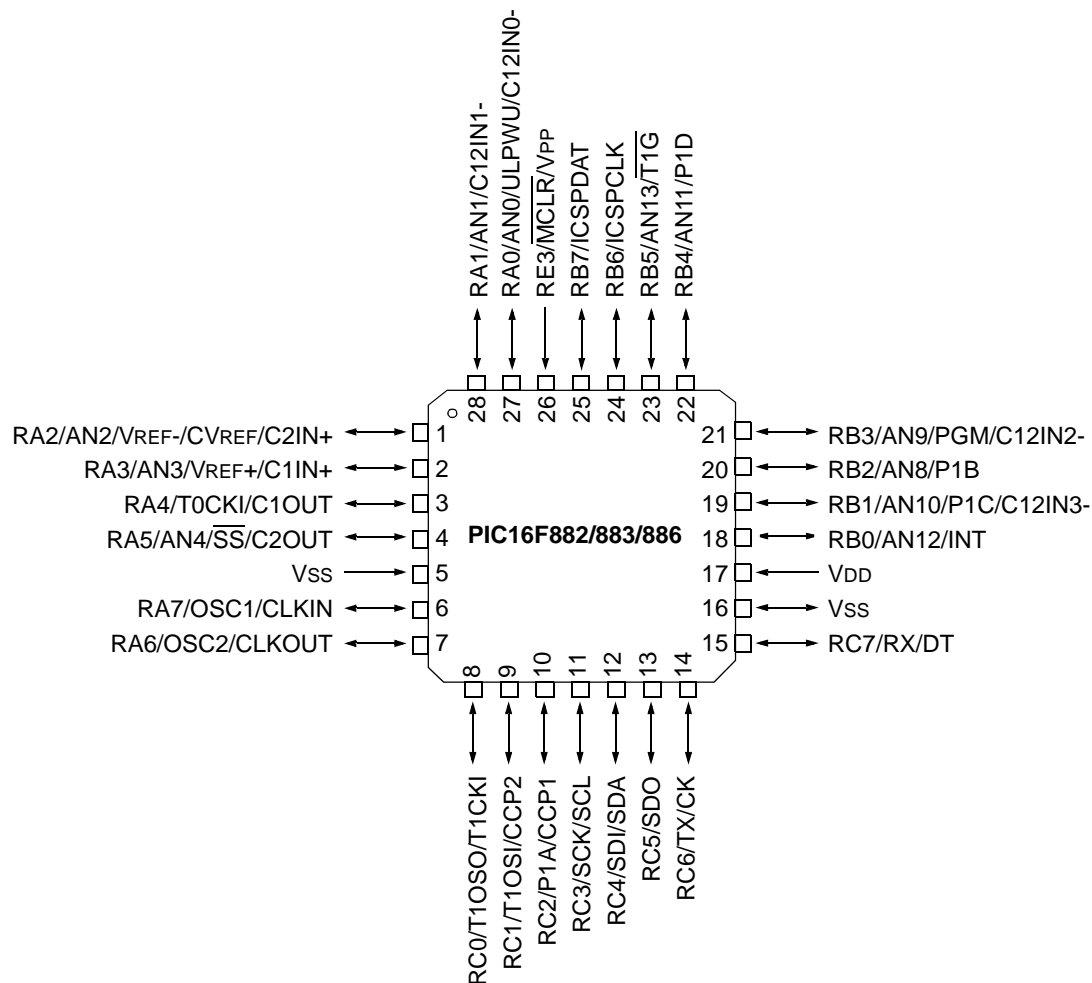 RA1/AN1/C12IN1-
RA0/AN0/ULPWU/C12IN0-
RE3/M̅C̅L̅R̅/VPP
RB7/ICSPDAT
RB6/ICSPCLK
RB5/AN13/T̅1̅G̅
RB4/AN11/P1D
28
27
26
25
24
23
22
RA2/AN2/VREF-/CVREF/C2IN+
1
RA3/AN3/VREF+/C1IN+
2
RA4/T0CKI/C1OUT
3
RA5/AN4/S̅S̅/C2OUT
4
VSS
5
RA7/OSC1/CLKIN
6
RA6/OSC2/CLKOUT
7
PIC16F882/883/886
21
RB3/AN9/PGM/C12IN2-
20
RB2/AN8/P1B
19
RB1/AN10/P1C/C12IN3-
18
RB0/AN12/INT
17
VDD
16
VSS
15
RC7/RX/DT
8
9
10
11
12
13
14
RC0/T1OSO/T1CKI
RC1/T1OSI/CCP2
RC2/P1A/CCP1
RC3/SCK/SCL
RC4/SDI/SDA
RC5/SDO
RC6/TX/CK